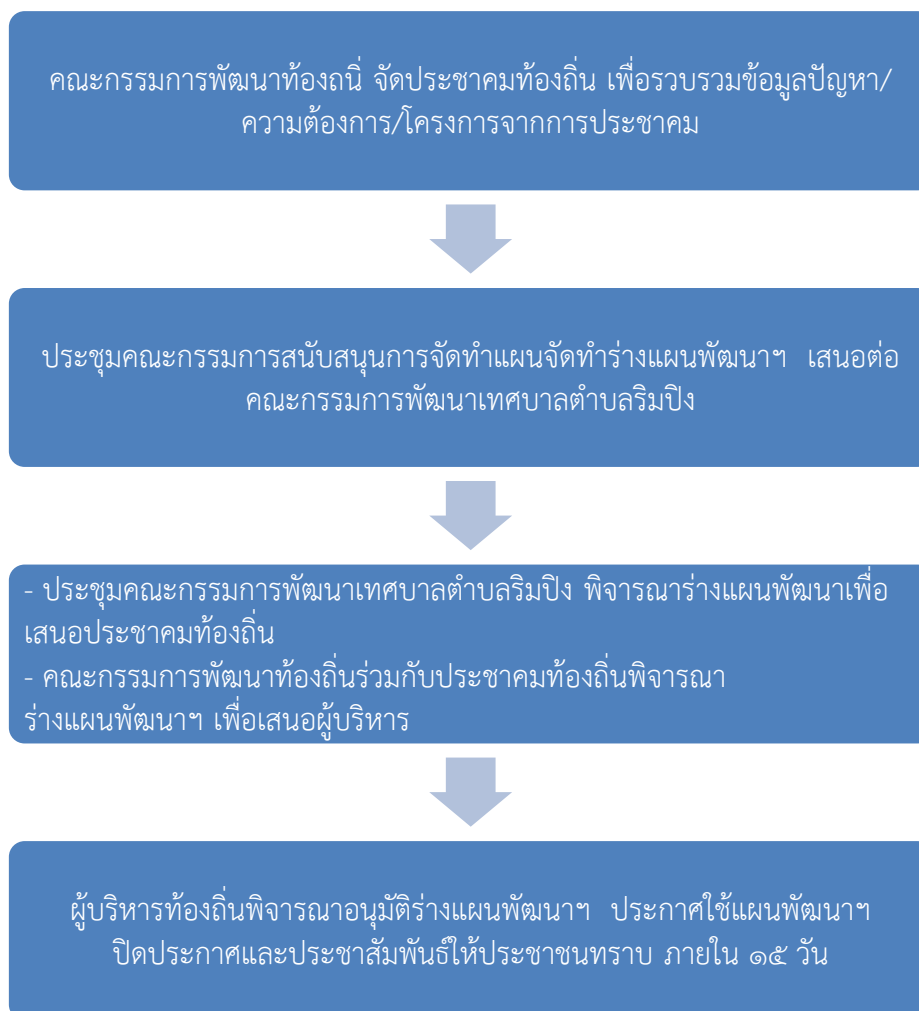 คณะกรรมการพัฒนาท้องถนิ่ จัดประชาคมท้องถิ่น เพื่อรวบรวมข้อมูลปัญหา/
ความต้องการ/โครงการจากการประชาคม
ประชุมคณะกรรมการสนับสนุนการจัดทำแผนจัดทำร่างแผนพัฒนาฯ เสนอต่อ
คณะกรรมการพัฒนาเทศบาลตำบลริมปิง
- ประชุมคณะกรรมการพัฒนาเทศบาลตำบลริมปิง พิจารณาร่างแผนพัฒนาเพื่อ
เสนอประชาคมท้องถิ่น
- คณะกรรมการพัฒนาท้องถิ่นร่วมกับประชาคมท้องถิ่นพิจารณา
ร่างแผนพัฒนาฯ เพื่อเสนอผู้บริหาร
ผู้บริหารท้องถิ่นพิจารณาอนุมัติร่างแผนพัฒนาฯ ประกาศใช้แผนพัฒนาฯ
ปิดประกาศและประชาสัมพันธ์ให้ประชาชนทราบ ภายใน ๑๕ วัน